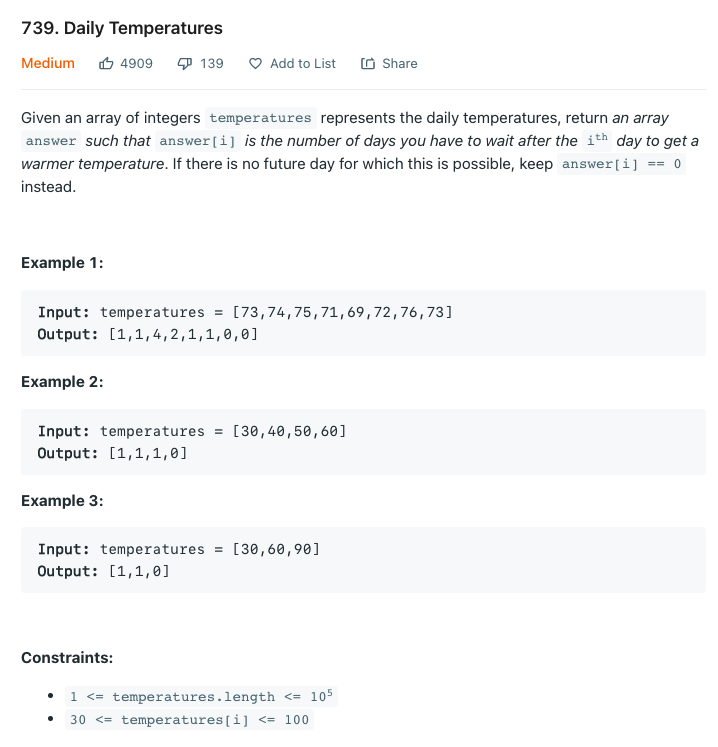 739. Daily Temperatures
Medium 4909 139 Add to List Share
Given an array of integers temperatures represents the daily temperatures, return an array
answer such that answer[i] is the number of days you have to wait after the iᵗʰ day to get a
warmer temperature. If there is no future day for which this is possible, keep answer[i] == 0
instead.
Example 1:
Input: temperatures = [73,74,75,71,69,72,76,73]
Output: [1,1,4,2,1,1,0,0]
Example 2:
Input: temperatures = [30,40,50,60]
Output: [1,1,1,0]
Example 3:
Input: temperatures = [30,60,90]
Output: [1,1,0]
Constraints:
• 1 <= temperatures.length <= 10⁵
• 30 <= temperatures[i] <= 100